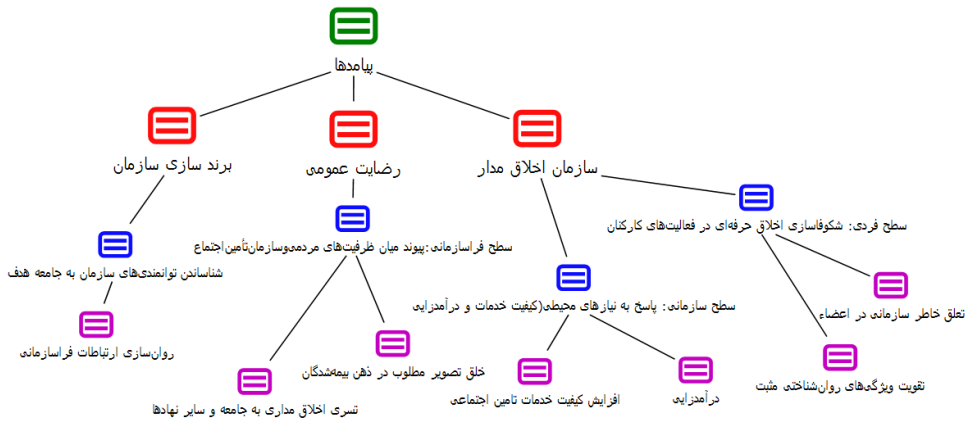 پیامدها
سازمان اخلاق مدار
رضایت عمومی
برند سازی سازمان
سطح فردی: شکوفاسازی اخلاق حرفه‌ای در فعالیت‌های کارکنان
سطح فراسازمانی:پیوند میان ظرفیت‌های مردمی‌وسازمان‌تأمین‌اجتماع
شناساندن توانمندی‌های سازمان به جامعه هدف
سطح سازمانی: پاسخ به نیازهای محیطی(کیفیت خدمات و درآمدزایی
تعلق خاطر سازمانی در اعضاء
روان‌سازی ارتباطات فراسازمانی
خلق تصویر مطلوب در ذهن بیمه‌شدگان
تقویت ویژگی‌های روان‌شناختی مثبت
درآمدزایی
افزایش کیفیت خدمات تامین اجتماعی
تسری اخلاق مداری به جامعه و سایر نهادها